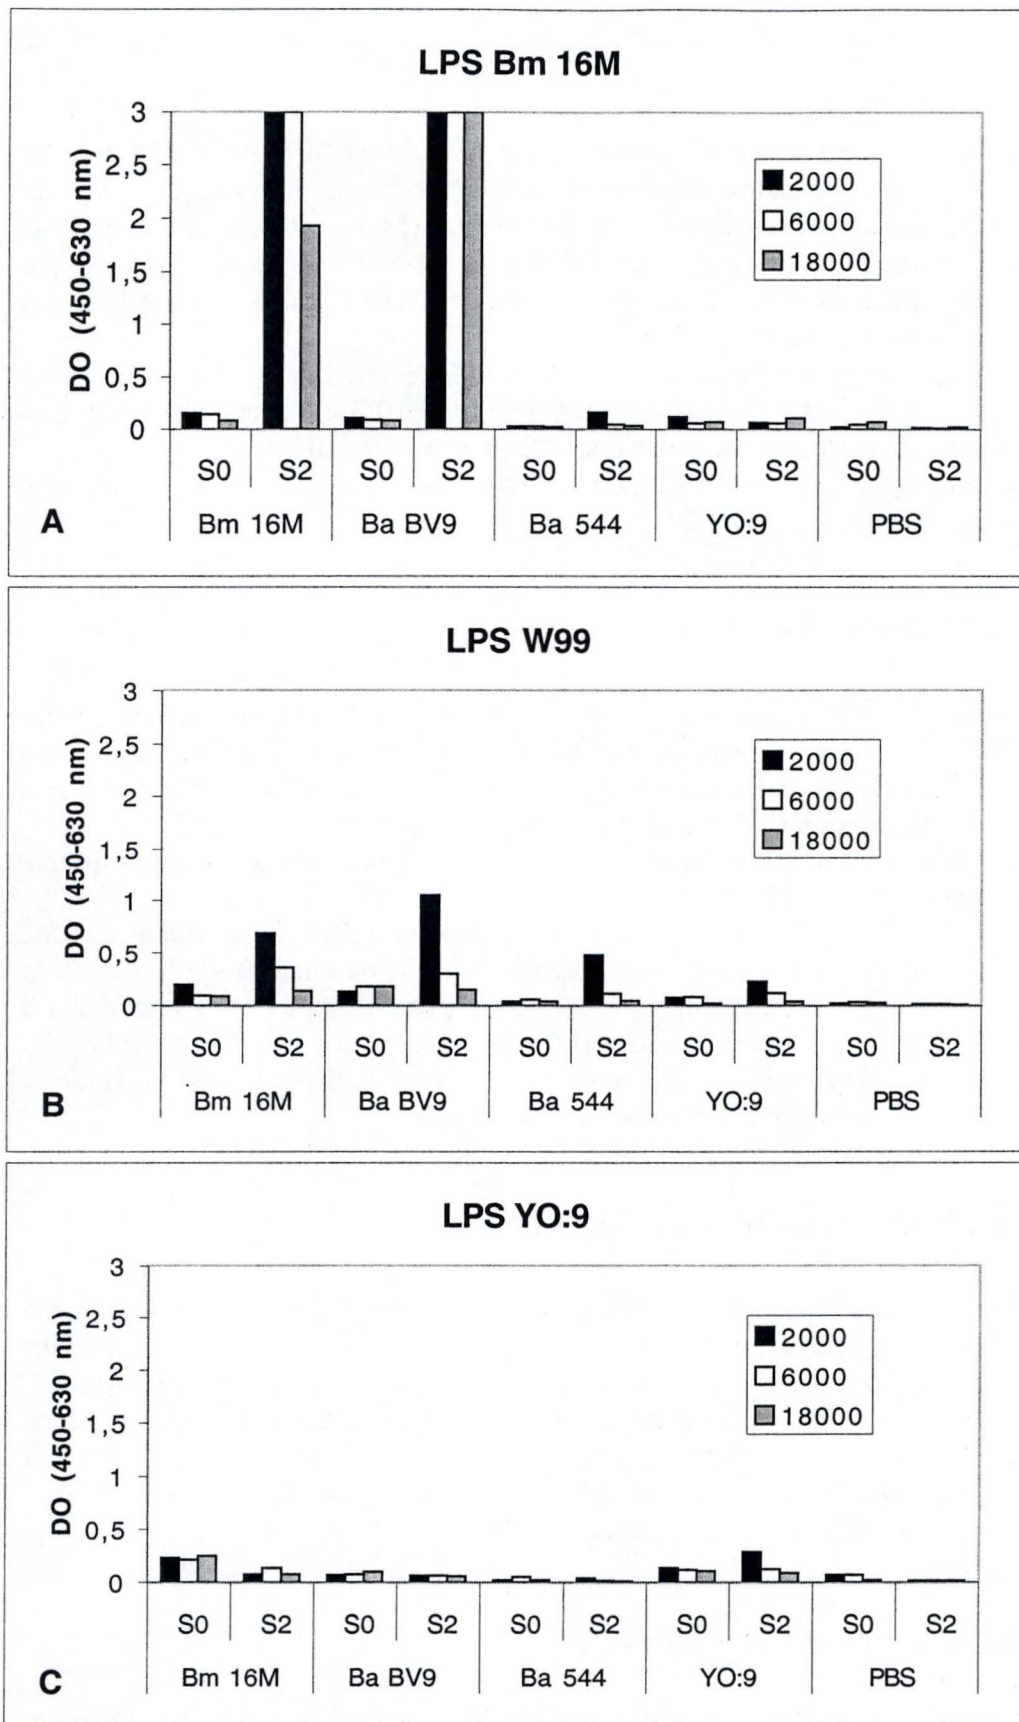 LPS Bm 16M
DO (450-630 nm)
3
2,5
2
1,5
1
0,5
0
2000
6000
18000
S0 S2 S0 S2 S0 S2 S0 S2 S0 S2
Bm 16M Ba BV9 Ba 544 YO:9 PBS
A
LPS W99
DO (450-630 nm)
3
2,5
2
1,5
1
0,5
0
2000
6000
18000
S0 S2 S0 S2 S0 S2 S0 S2 S0 S2
Bm 16M Ba BV9 Ba 544 YO:9 PBS
B
LPS YO:9
DO (450-630 nm)
3
2,5
2
1,5
1
0,5
0
2000
6000
18000
S0 S2 S0 S2 S0 S2 S0 S2 S0 S2
Bm 16M Ba BV9 Ba 544 YO:9 PBS
C